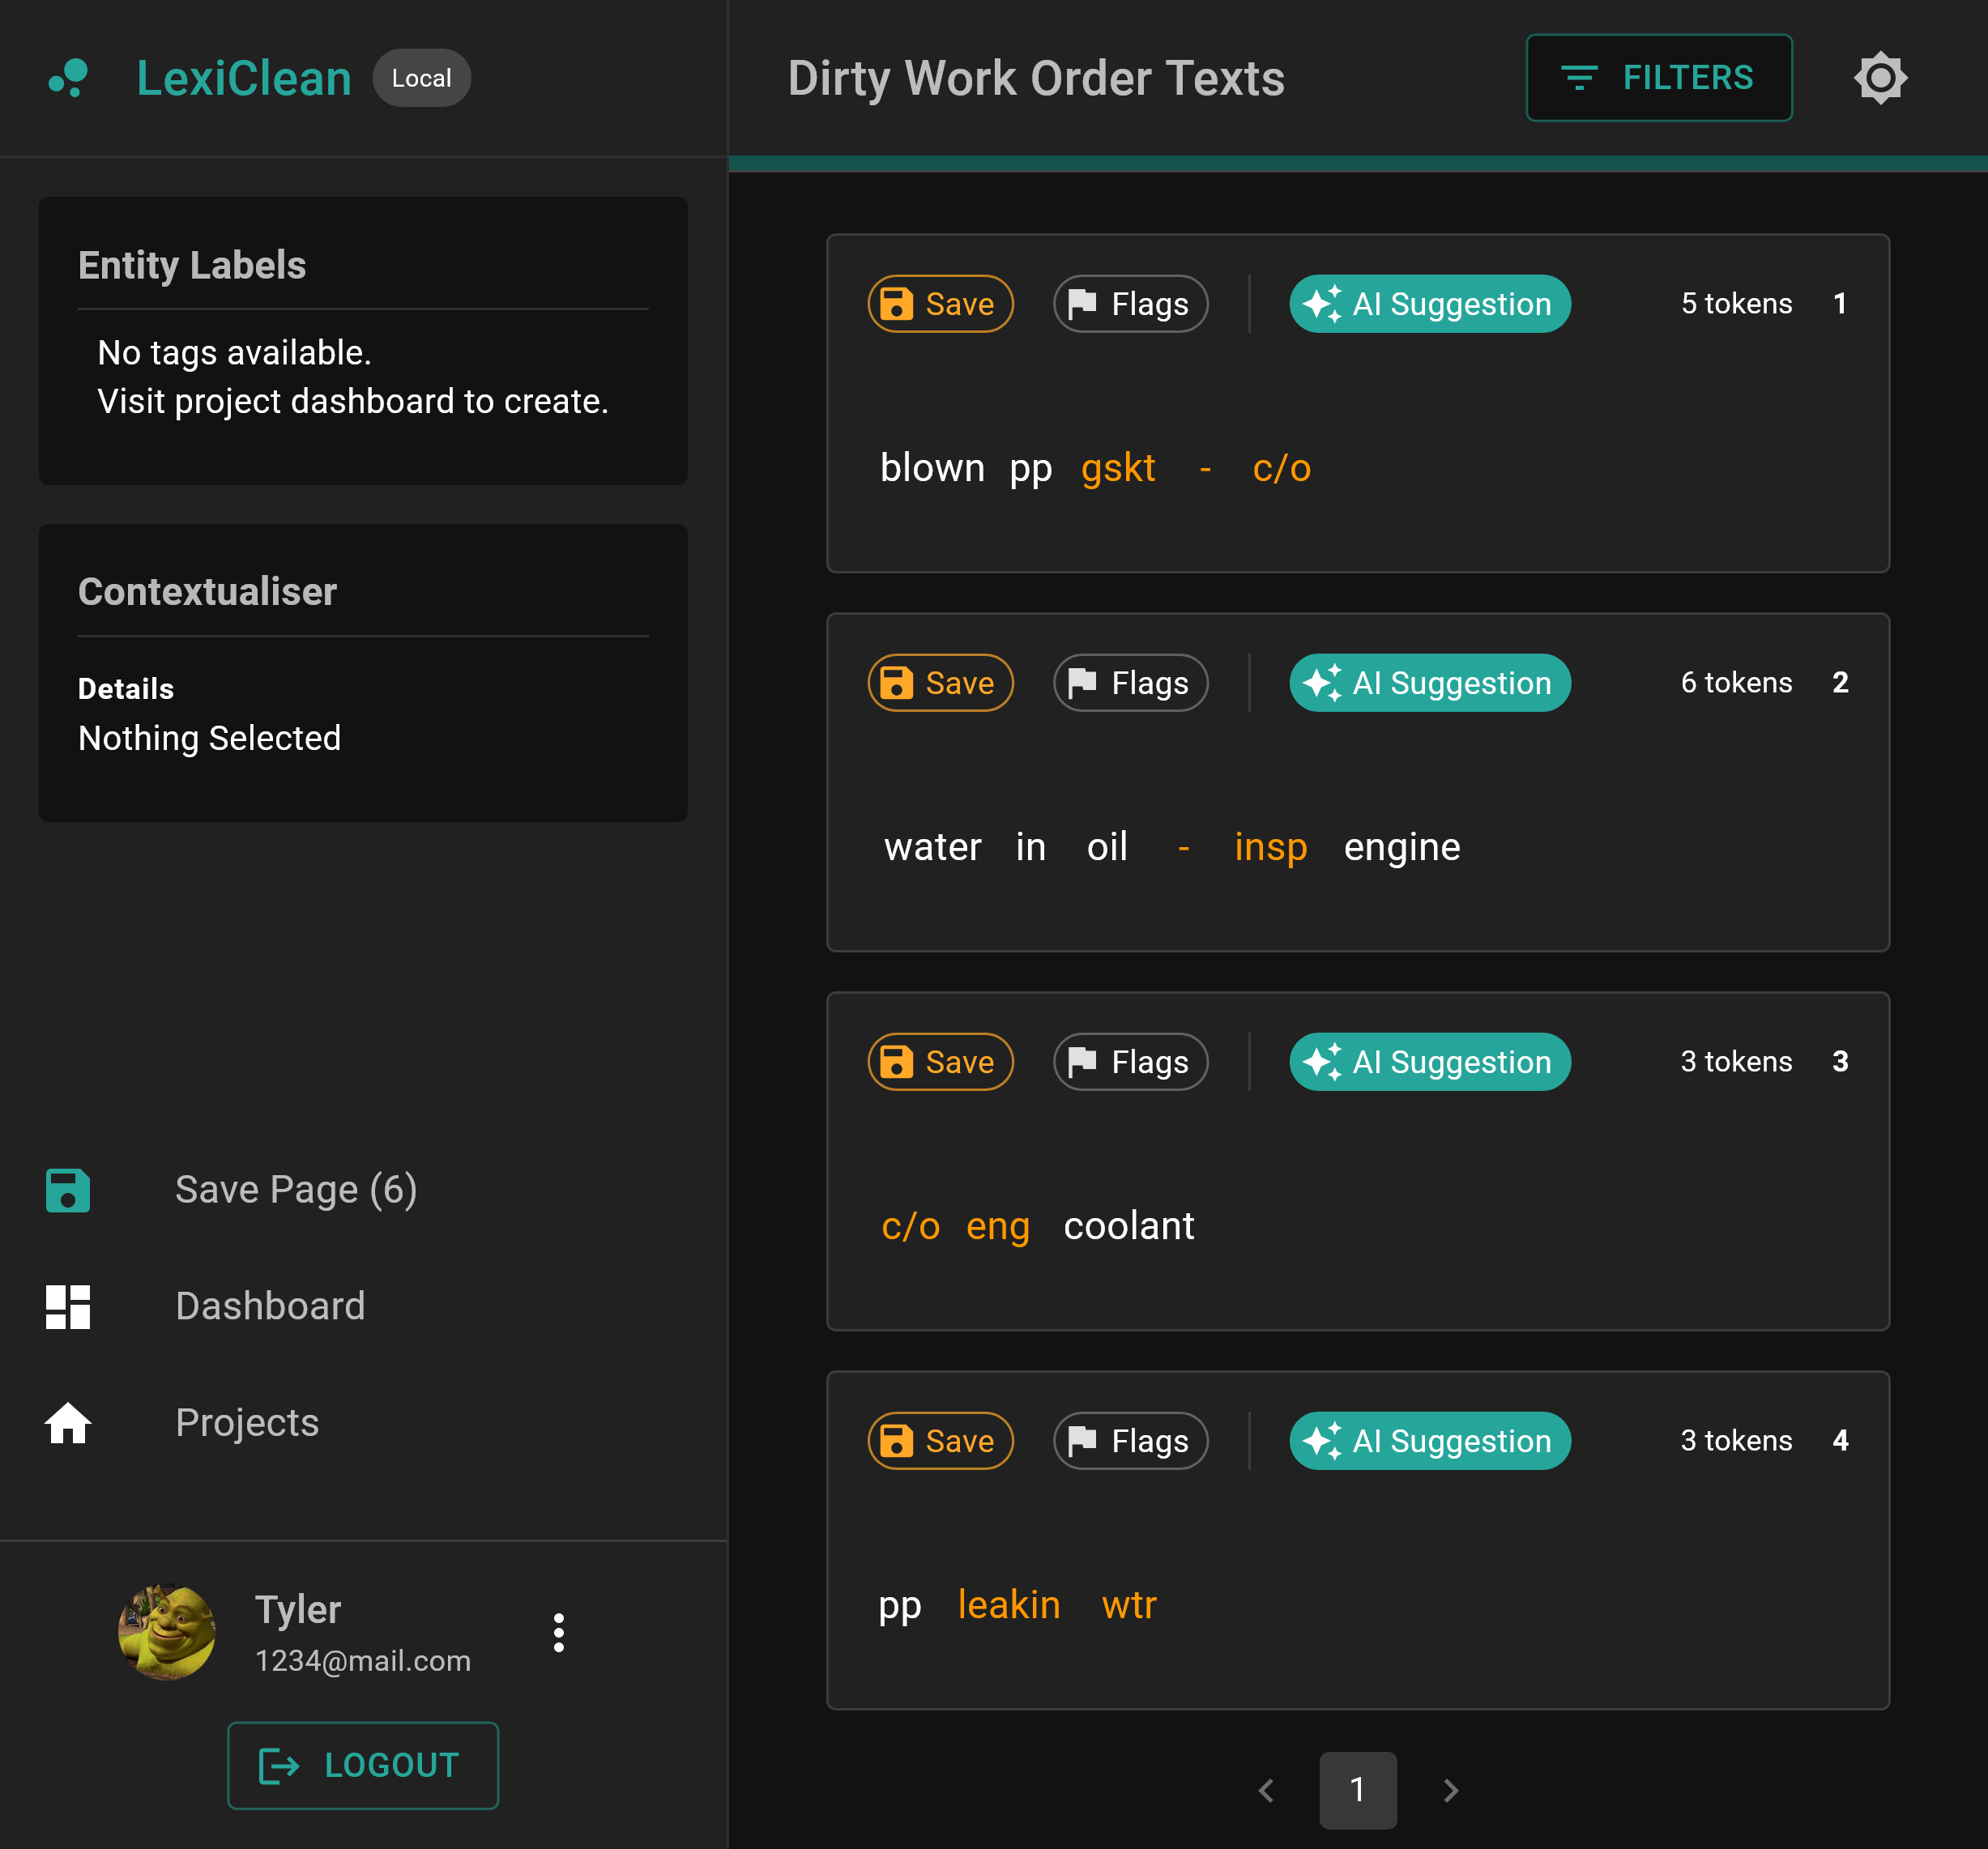 LexiClean Local
Dirty Work Order Texts
FILTERS
Entity Labels
No tags available.
Visit project dashboard to create.
Contextualiser
Details
Nothing Selected
Save Page (6)
Dashboard
Projects
Tyler
1234@mail.com
LOGOUT
Save Flags AI Suggestion 5 tokens 1
blown pp gskt - c/o
Save Flags AI Suggestion 6 tokens 2
water in oil - insp engine
Save Flags AI Suggestion 3 tokens 3
c/o eng coolant
Save Flags AI Suggestion 3 tokens 4
pp leakin wtr
1